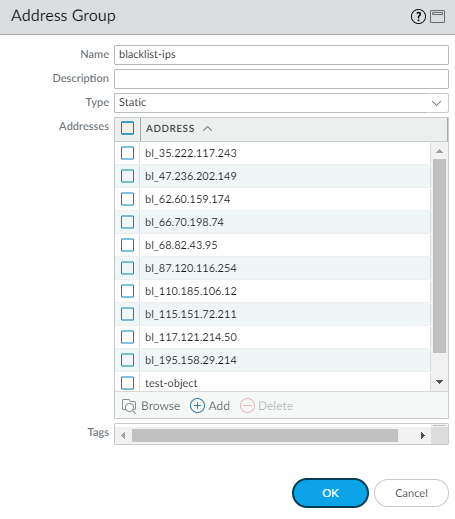 Address Group
Name blacklist-ips
Description
Type Static
Addresses ADDRESS
bl_35.222.117.243
bl_47.236.202.149
bl_62.60.159.174
bl_66.70.198.74
bl_68.82.43.95
bl_87.120.116.254
bl_110.185.106.12
bl_115.151.72.211
bl_117.121.214.50
bl_195.158.29.214
test-object
Browse Add Delete
Tags
OK Cancel